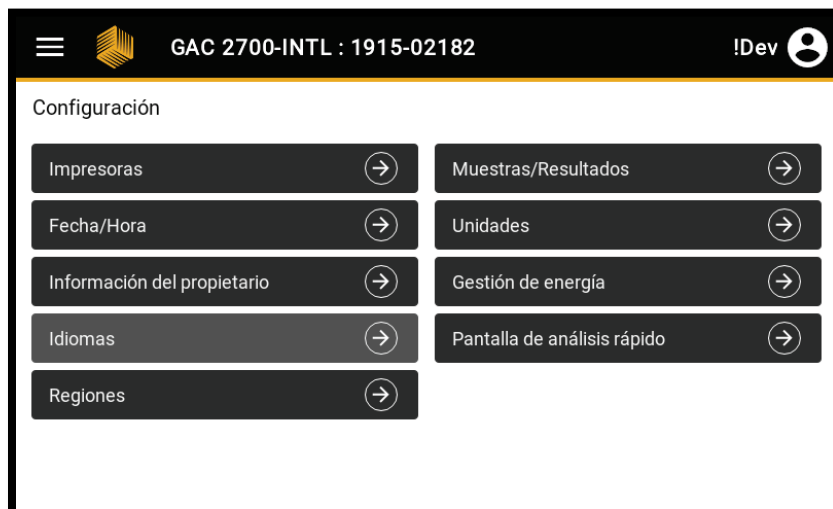 GAC 2700-INTL : 1915-02182
!Dev
Configuración
Impresoras
Muestras/Resultados
Fecha/Hora
Unidades
Información del propietario
Gestión de energía
Idiomas
Pantalla de análisis rápido
Regiones